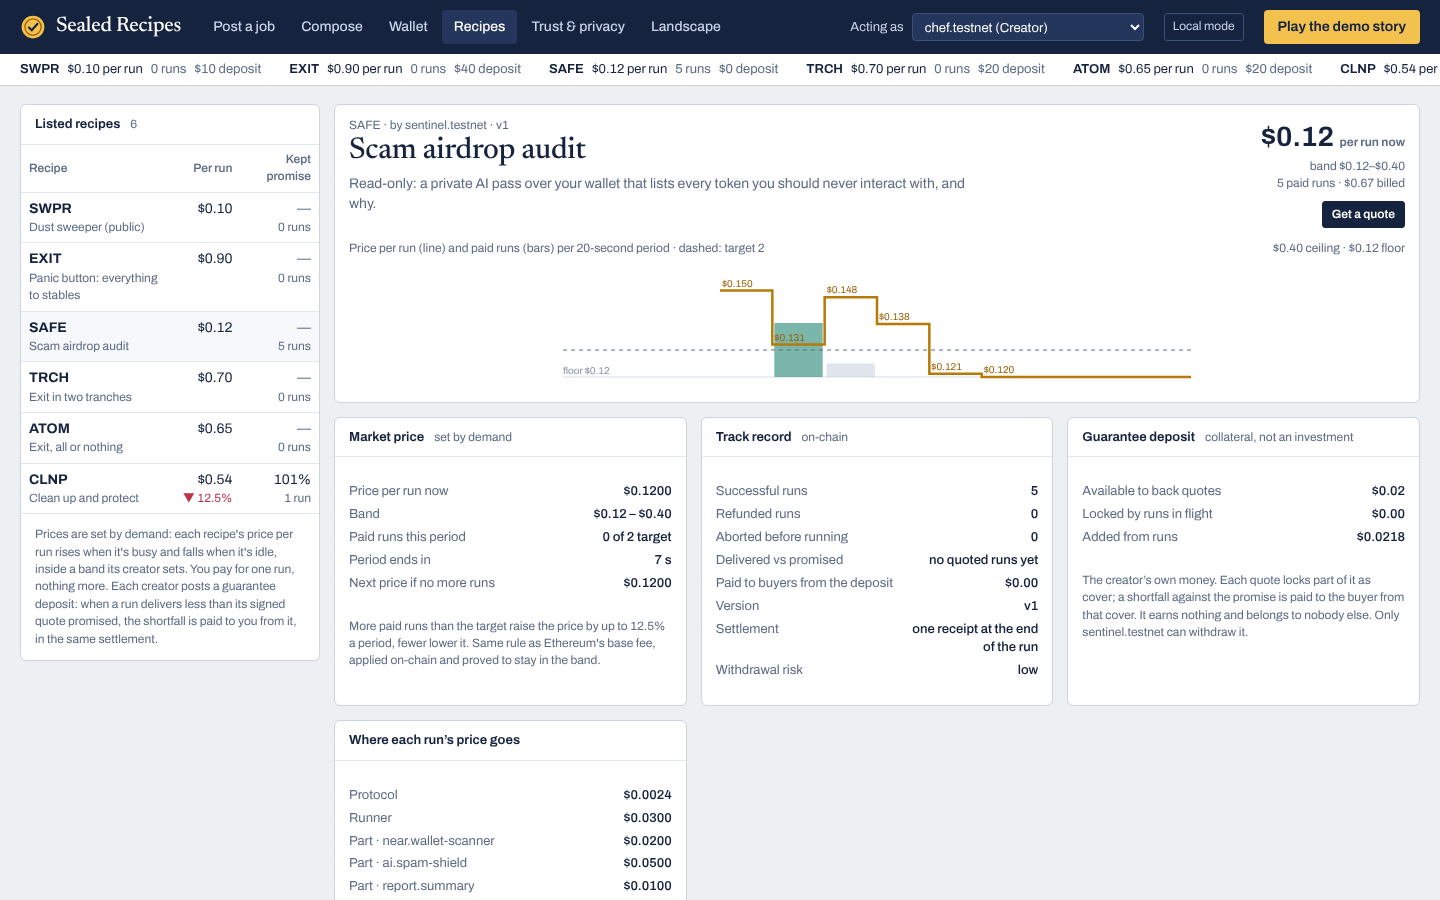 Sealed Recipes
Post a job
Compose
Wallet
Recipes
Trust & privacy
Landscape
Acting as
chef.testnet (Creator)
Local mode
Play the demo story
SWPR $0.10 per run 0 runs $10 deposit
EXIT $0.90 per run 0 runs $40 deposit
SAFE $0.12 per run 5 runs $0 deposit
TRCH $0.70 per run 0 runs $20 deposit
ATOM $0.65 per run 0 runs $20 deposit
CLNP $0.54 per
Listed recipes 6
Recipe Per run Kept promise
SWPR $0.10 —
Dust sweeper (public) 0 runs
EXIT $0.90 —
Panic button: everything 0 runs
to stables
SAFE $0.12 —
Scam airdrop audit 5 runs
TRCH $0.70 —
Exit in two tranches 0 runs
ATOM $0.65 —
Exit, all or nothing 0 runs
CLNP $0.54 101%
Clean up and protect ▼ 12.5% 1 run
Prices are set by demand: each recipe's price per
run rises when it's busy and falls when it's idle,
inside a band its creator sets. You pay for one run,
nothing more. Each creator posts a guarantee
deposit: when a run delivers less than its signed
quote promised, the shortfall is paid to you from it,
in the same settlement.
SAFE · by sentinel.testnet · v1
Scam airdrop audit
Read-only: a private AI pass over your wallet that lists every token you should never interact with, and
why.
$0.12 per run now
band $0.12–$0.40
5 paid runs · $0.67 billed
Get a quote
Price per run (line) and paid runs (bars) per 20-second period · dashed: target 2
$0.40 ceiling · $0.12 floor
$0.150
$0.131
$0.148
$0.138
$0.121
$0.120
floor $0.12
Market price set by demand
Price per run now $0.1200
Band $0.12 – $0.40
Paid runs this period 0 of 2 target
Period ends in 7 s
Next price if no more runs $0.1200
More paid runs than the target raise the price by up to 12.5%
a period, fewer lower it. Same rule as Ethereum's base fee,
applied on-chain and proved to stay in the band.
Track record on-chain
Successful runs 5
Refunded runs 0
Aborted before running 0
Delivered vs promised no quoted runs yet
Paid to buyers from the deposit $0.00
Version v1
Settlement one receipt at the end
of the run
Withdrawal risk low
Guarantee deposit collateral, not an investment
Available to back quotes $0.02
Locked by runs in flight $0.00
Added from runs $0.0218
The creator’s own money. Each quote locks part of it as
cover; a shortfall against the promise is paid to the buyer from
that cover. It earns nothing and belongs to nobody else. Only
sentinel.testnet can withdraw it.
Where each run’s price goes
Protocol $0.0024
Runner $0.0300
Part · near.wallet-scanner $0.0200
Part · ai.spam-shield $0.0500
Part · report.summary $0.0100